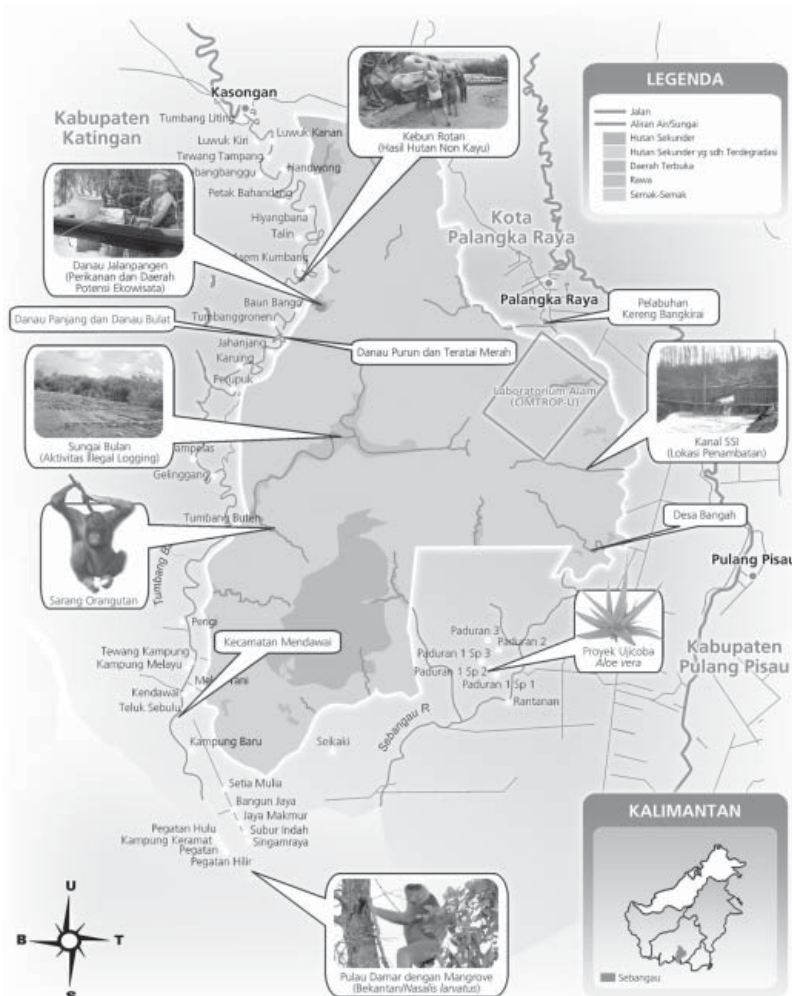 Kasongan
Kabupaten
Katingan
Tumbang Liting
Luwuk Kanan
Luwuk Kiri
Tewang Tampang
Handwong
Petak Bahandang
Hiyangbana
Talin
Asem Kumbang
Kebun Rotan
(Hasil Hutan Non Kayu)
LEGENDA
Jalan
Aliran Air/Sungai
Hutan Sekunder
Hutan Sekunder yg sdh Terdegradasi
Daerah Terbuka
Rawa
Semak-Semak
Kota
Palangka Raya
Palangka Raya
Danau Jalanpangen
(Perikanan dan Daerah
Potensi Ekowisata)
Baun Bango
Tumbanggronen
Pelabuhan
Kereng Bangkirai
Danau Panjang dan Danau Bulat
Jahanjang
Karuing
Danau Purun dan Teratai Merah
Perupuk
Laboratorium Alam
(CIMTROP-U)
Sungai Bulan
(Aktivitas Illegal Logging)
Kanal SSI
(Lokasi Penambatan)
Gelinggang
Tumbang Bulen
Desa Bangah
Sarang Orangutan
Pulang Pisau
Paduran 3
Paduran 2
Paduran 1 Sp 3
Paduran 1 Sp 2
Paduran 1 Sp 1
Rantanan
Proyek Ujicoba
Aloe vera
Kabupaten
Pulang Pisau
Kecamatan Mendawai
Tewang Kampung
Kampung Melayu
Kendawai
Teluk Sebulu
Kampung Baru
Seikaki
Sebangau R
Setia Mulia
Bangun Jaya
Jaya Makmur
Pegatan Hulu
Subur Indah
Kampung Keramat
Singamraya
Pegatan
Pegatan Hilir
KALIMANTAN
Sebangau
U
B
T
S
Pulau Damar dengan Mangrove
(Bekantan/Nasalis larvatus)